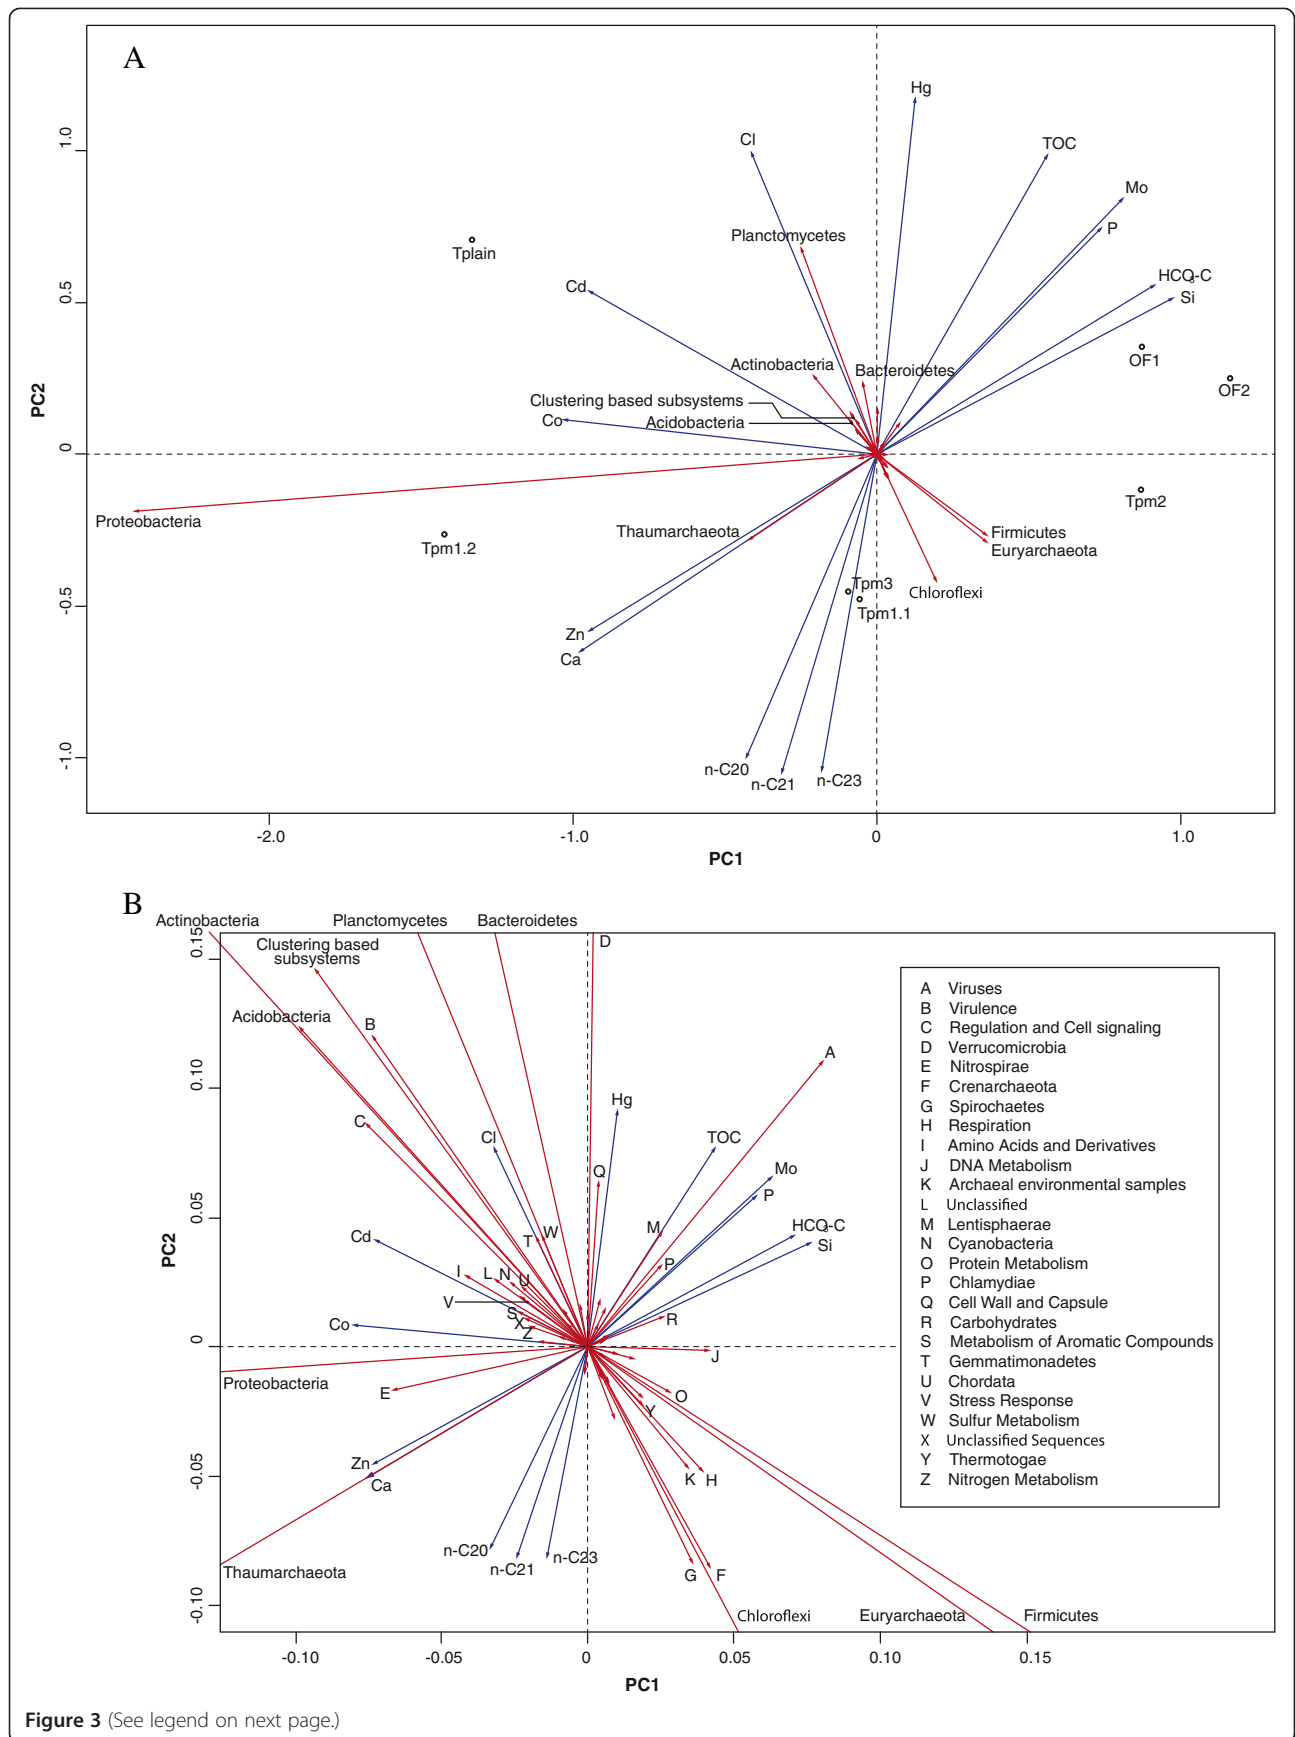 A
Hg
Cl
TOC
Mo
P
Planctomycetes
Tplain
HCO3-C
Cd
Si
Actinobacteria
Bacteroidetes
OF1
OF2
Clustering based subsystems
Co
Acidobacteria
Proteobacteria
Tpm2
Thaumarchaeota
Firmicutes
Tpm1.2
Euryarchaeota
Tpm3
Chloroflexi
Tpm1.1
Zn
Ca
n-C20
n-C21
n-C23
1.0
0.5
0
-0.5
-1.0
PC2
-2.0
-1.0
0
1.0
PC1
B
Actinobacteria
Planctomycetes
Bacteroidetes
Clustering based
subsystems
D
Acidobacteria
B
A
Hg
C
Cl
TOC
Q
Mo
P
Cd
T
W
M
HCO3-C
Si
I
L
N
U
P
V
S
X
Z
R
Co
J
Proteobacteria
E
O
Y
Zn
Ca
K
H
n-C20
n-C21
n-C23
G
F
Thaumarchaeota
Chloroflexi
Euryarchaeota
Firmicutes
0.15
0.10
0.05
0
-0.05
-0.10
PC2
-0.10
-0.05
0
0.05
0.10
0.15
PC1
A Viruses
B Virulence
C Regulation and Cell signaling
D Verrucomicrobia
E Nitrospirae
F Crenarchaeota
G Spirochaetes
H Respiration
I Amino Acids and Derivatives
J DNA Metabolism
K Archaeal environmental samples
L Unclassified
M Lentisphaerae
N Cyanobacteria
O Protein Metabolism
P Chlamydiae
Q Cell Wall and Capsule
R Carbohydrates
S Metabolism of Aromatic Compounds
T Gemmatimonadetes
U Chordata
V Stress Response
W Sulfur Metabolism
X Unclassified Sequences
Y Thermotogae
Z Nitrogen Metabolism
Figure 3 (See legend on next page.)